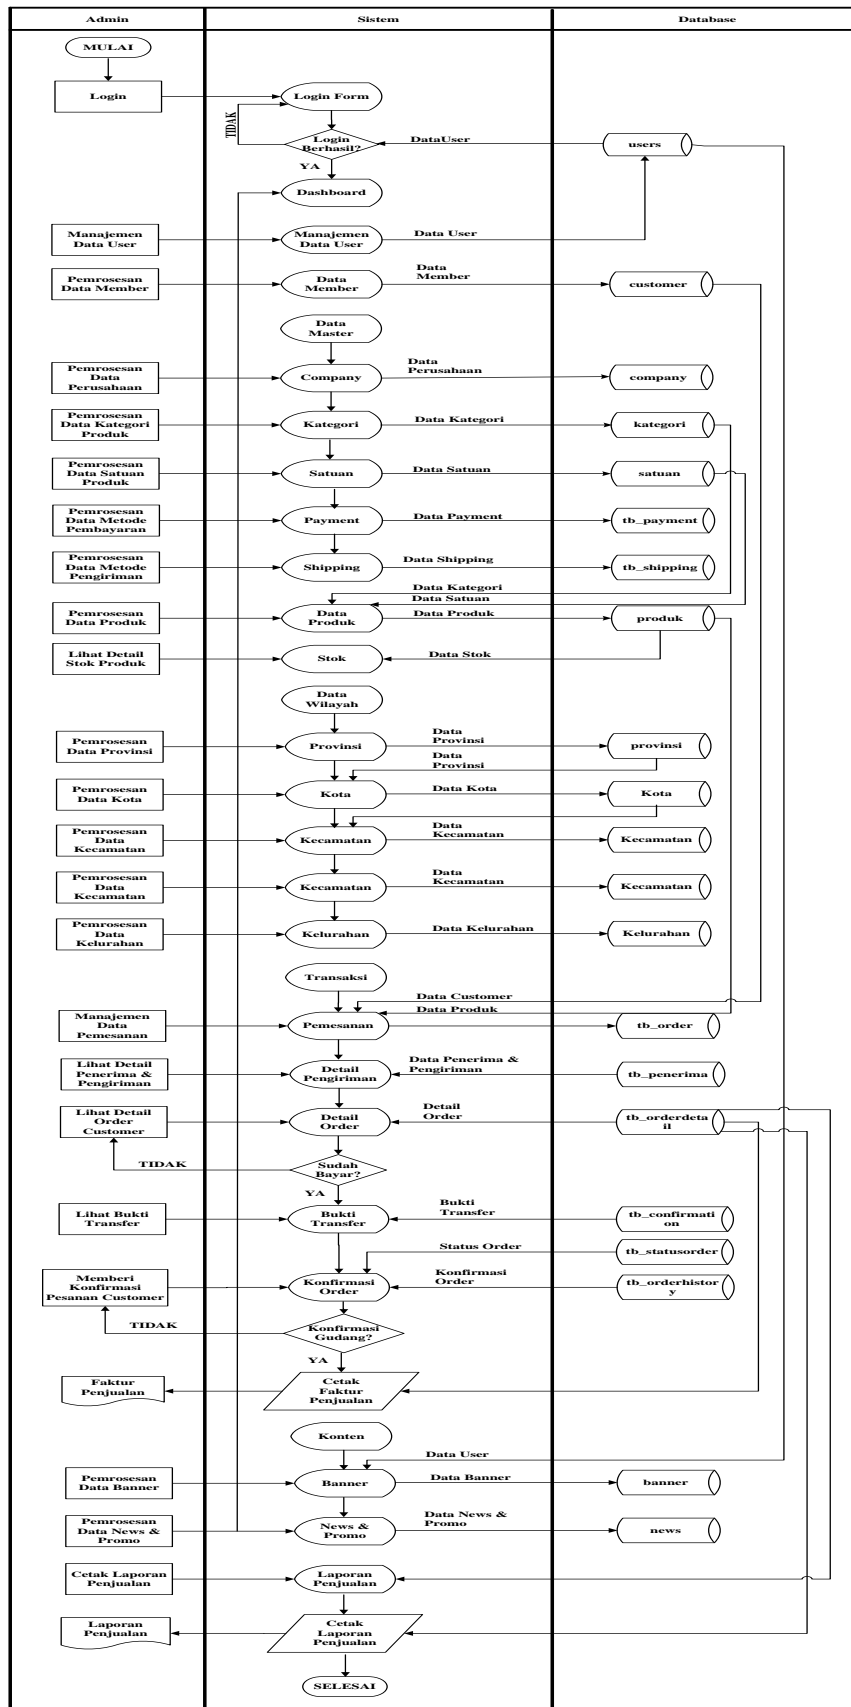 Admin
Sistem
Database
MULAI
Login
Login Form
TIDAK
Login
Berhasil?
DataUser
users
YA
Dashboard
Manajemen
Data User
Manajemen
Data User
Data User
Pemrosesan
Data Member
Data
Member
Data
Member
customer
Data
Master
Pemrosesan
Data
Perusahaan
Company
Data
Perusahaan
company
Pemrosesan
Data Kategori
Produk
Kategori
Data Kategori
kategori
Pemrosesan
Data Satuan
Produk
Satuan
Data Satuan
satuan
Pemrosesan
Data Metode
Pembayaran
Payment
Data Payment
tb_payment
Pemrosesan
Data Metode
Pengiriman
Shipping
Data Shipping
tb_shipping
Data Kategori
Data Satuan
Pemrosesan
Data Produk
Data
Produk
Data Produk
produk
Lihat Detail
Stok Produk
Stok
Data Stok
Data
Wilayah
Pemrosesan
Data Provinsi
Provinsi
Data
Provinsi
provinsi
Data
Provinsi
Pemrosesan
Data Kota
Kota
Data Kota
Kota
Pemrosesan
Data
Kecamatan
Kecamatan
Data
Kecamatan
Kecamatan
Pemrosesan
Data
Kecamatan
Kecamatan
Data
Kecamatan
Kecamatan
Pemrosesan
Data
Kelurahan
Kelurahan
Data Kelurahan
Kelurahan
Transaksi
Data Customer
Data Produk
Manajemen
Data
Pemesanan
Pemesanan
tb_order
Lihat Detail
Penerima &
Pengiriman
Detail
Pengiriman
Data Penerima &
Pengiriman
tb_penerima
Lihat Detail
Order
Customer
Detail
Order
Detail
Order
tb_orderdeta
il
TIDAK
Sudah
Bayar?
YA
Lihat Bukti
Transfer
Bukti
Transfer
Bukti
Transfer
tb_confirmati
on
Status Order
tb_statusorder
Memberi
Konfirmasi
Pesanan Customer
Konfirmasi
Order
Konfirmasi
Order
tb_orderhistor
y
TIDAK
Konfirmasi
Gudang?
YA
Faktur
Penjualan
Cetak
Faktur
Penjualan
Konten
Data User
Pemrosesan
Data Banner
Banner
Data Banner
banner
Pemrosesan
Data News &
Promo
News &
Promo
Data News &
Promo
news
Cetak Laporan
Penjualan
Laporan
Penjualan
Laporan
Penjualan
Cetak
Laporan
Penjualan
SELESAI